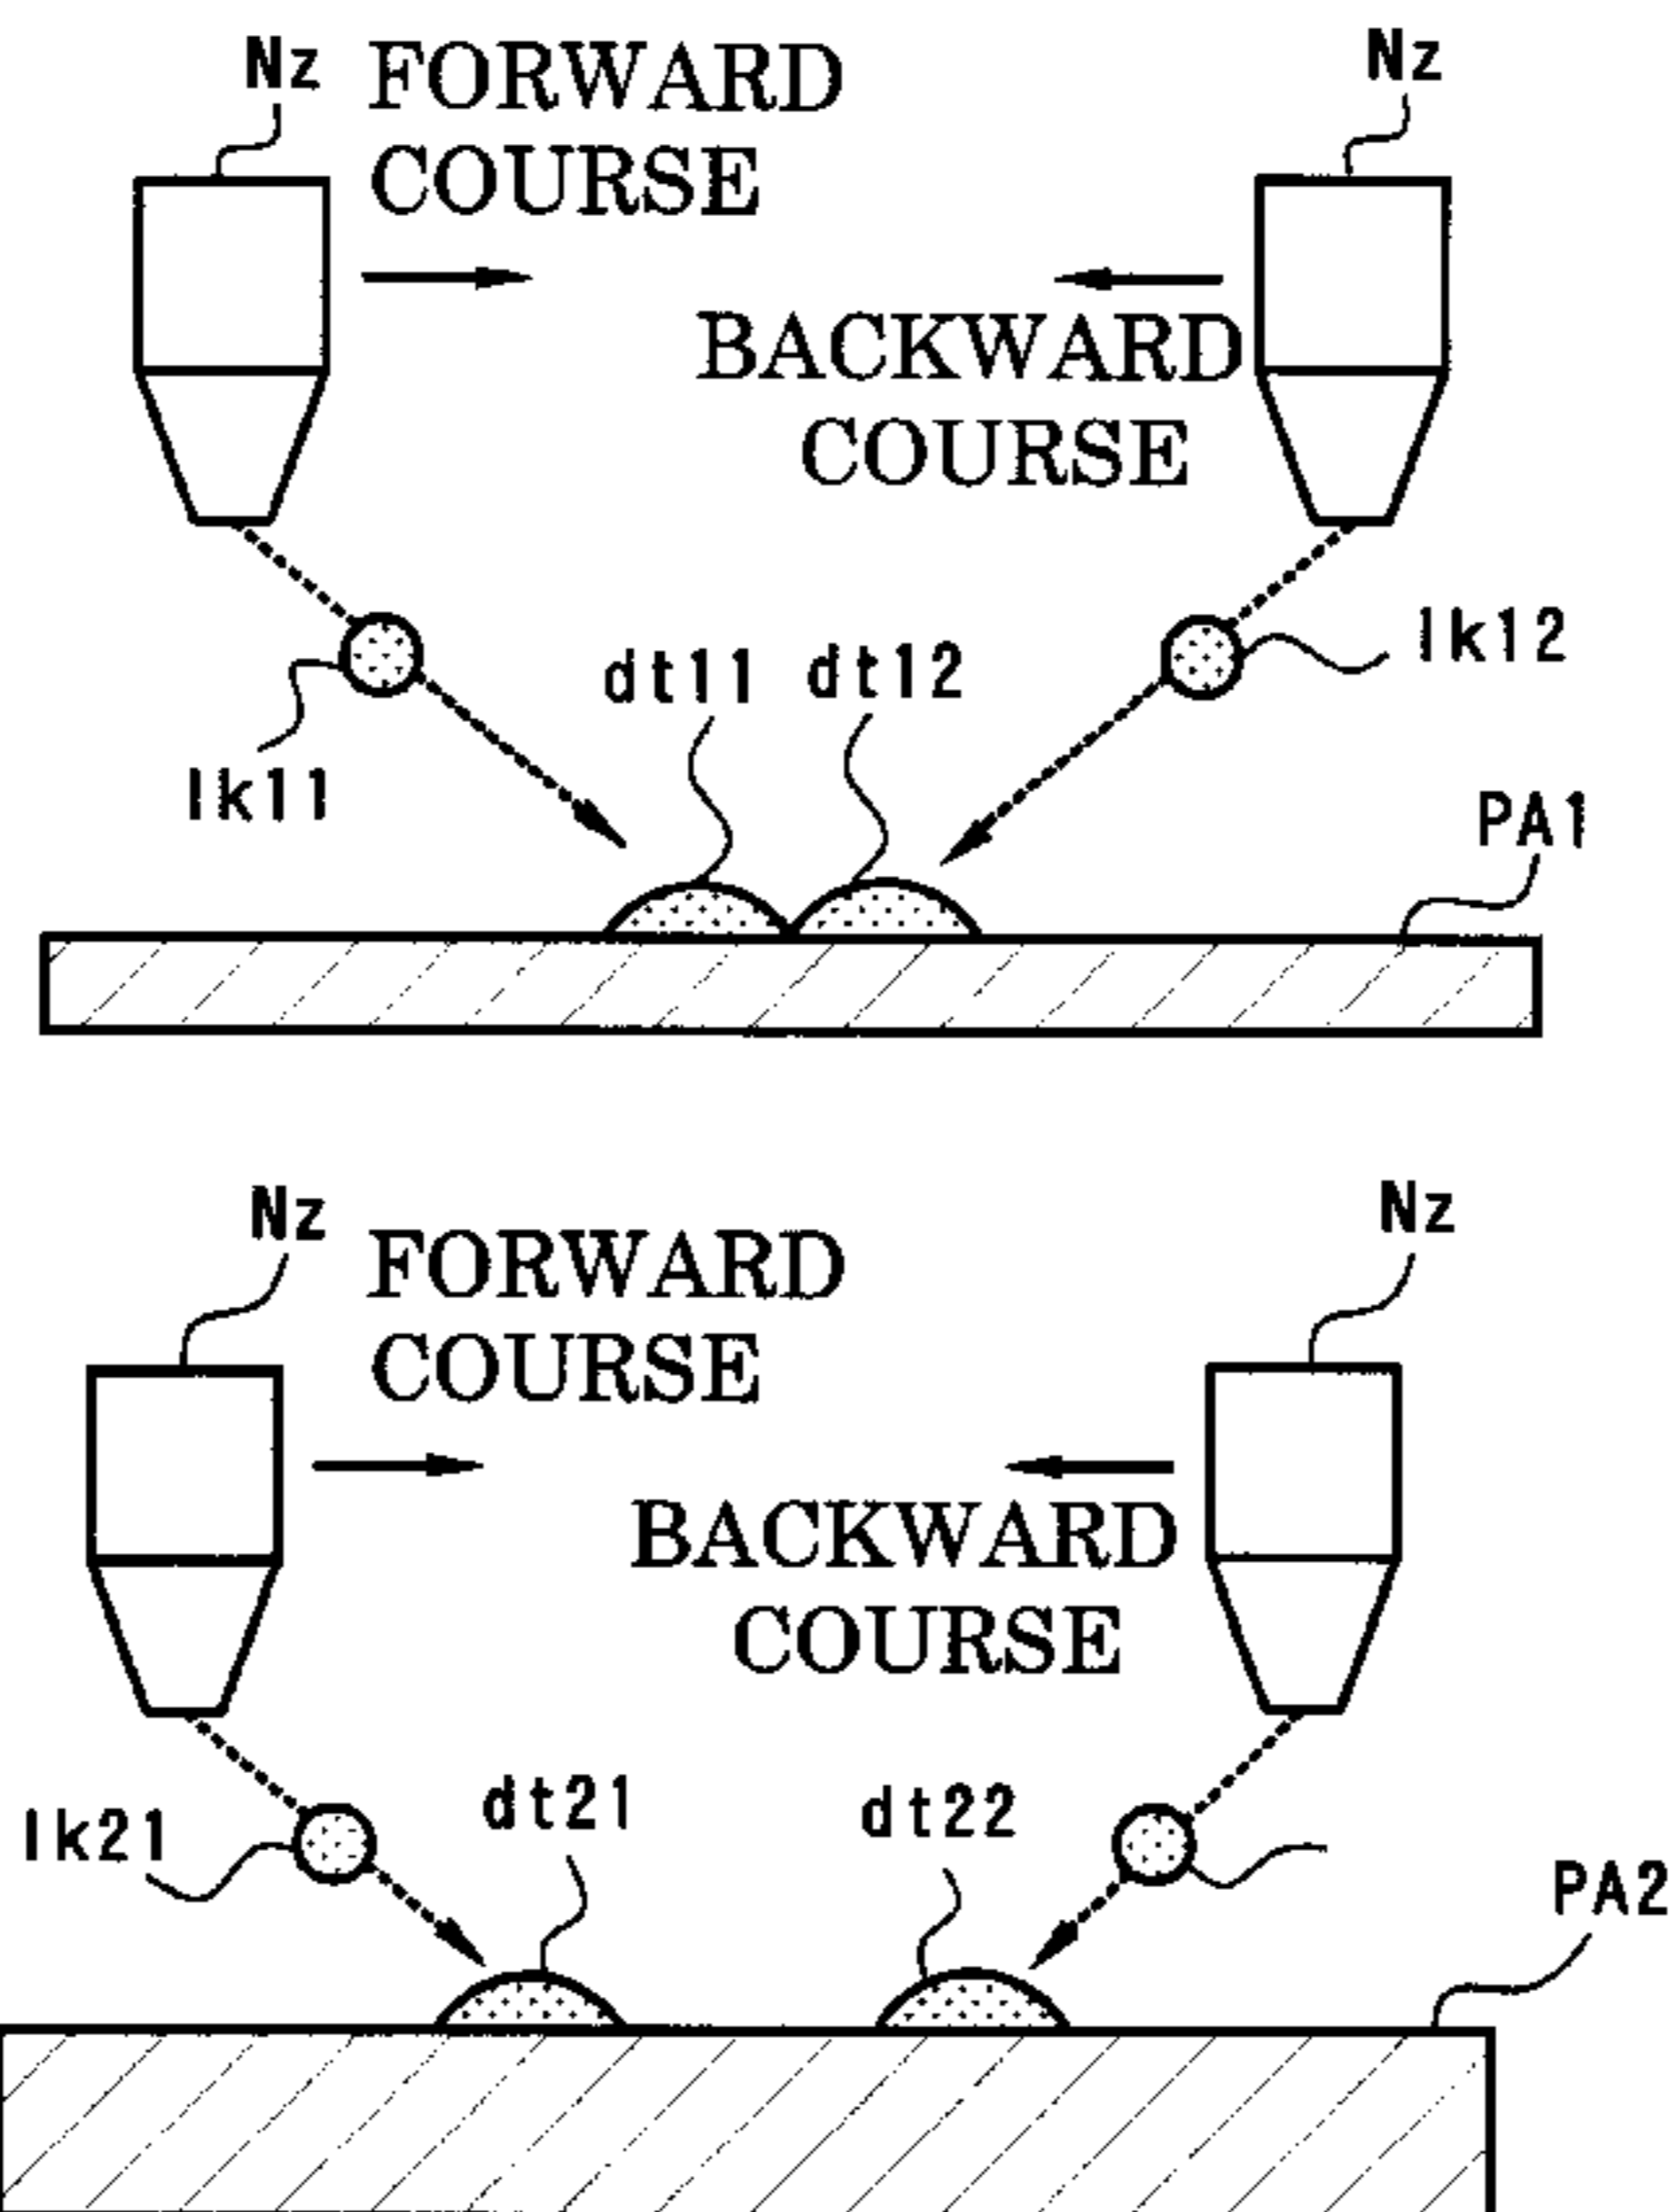 Nz
FORWARD
COURSE
Nz
BACKWARD
COURSE
Ik12
dt11
dt12
Ik11
PA1
Nz
FORWARD
COURSE
Nz
BACKWARD
COURSE
dt21
dt22
Ik21
PA2